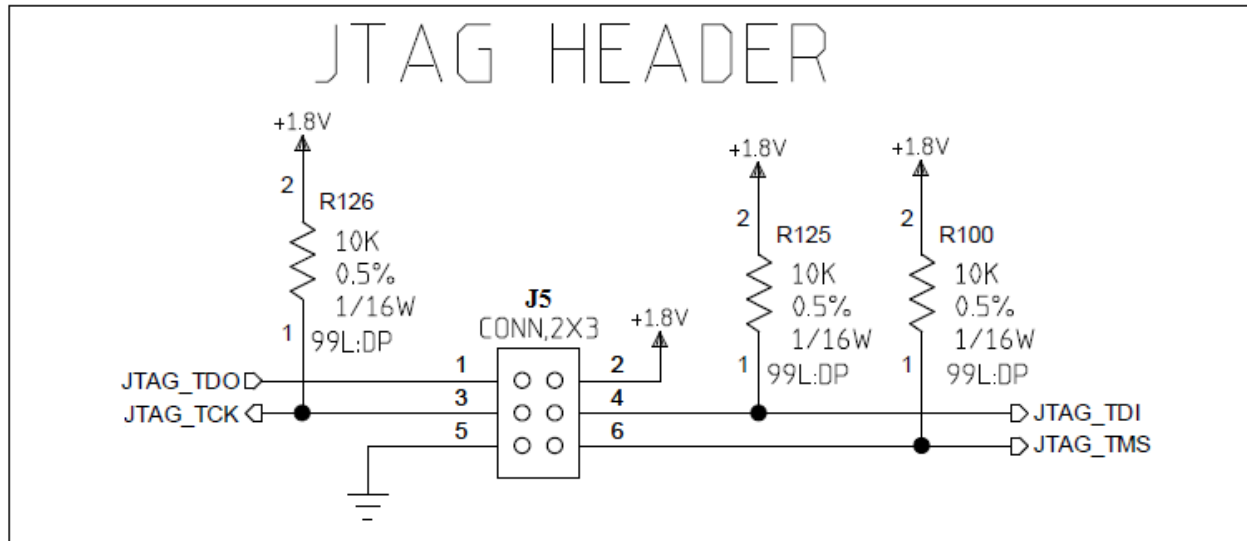 JTAG HEADER
+1.8V
2
R126
10K
0.5%
1/16W
1
99L:DP
J5
CONN,2X3
+1.8V
+1.8V
2
R125
10K
0.5%
1/16W
1
99L:DP
+1.8V
2
R100
10K
0.5%
1/16W
1
99L:DP
JTAG_TDO
1
2
JTAG_TCK
3
4
JTAG_TDI
5
6
JTAG_TMS